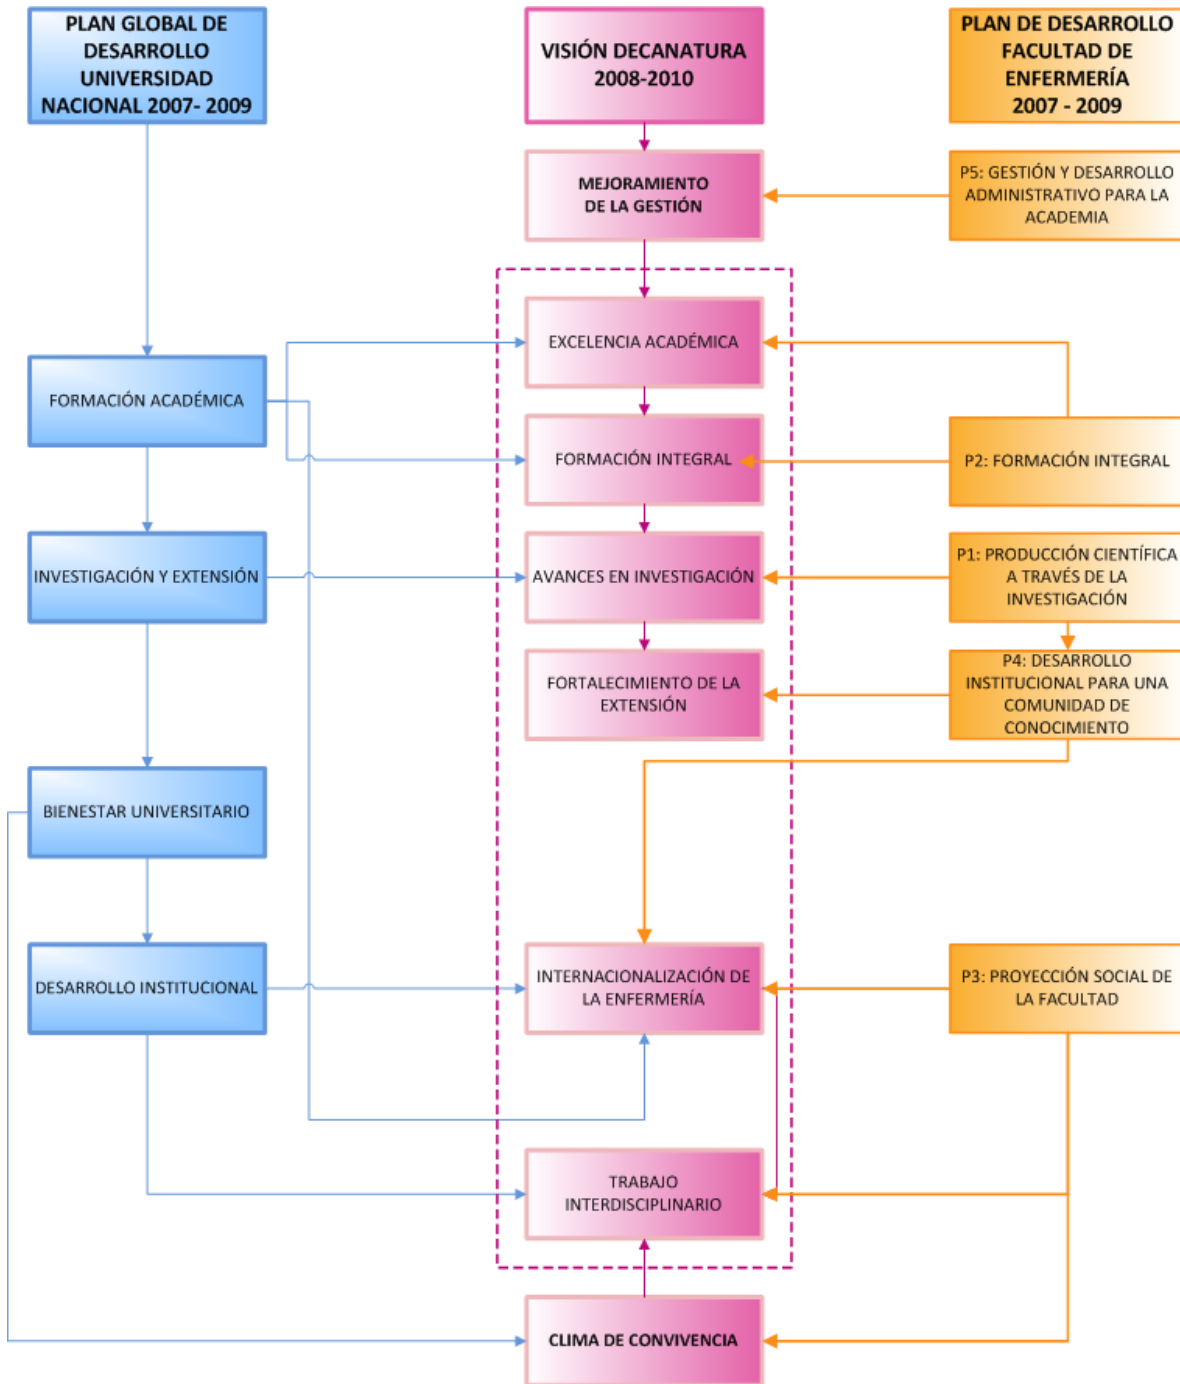 PLAN GLOBAL DE
DESARROLLO
UNIVERSIDAD
NACIONAL 2007- 2009
VISIÓN DECANATURA
2008-2010
PLAN DE DESARROLLO
FACULTAD DE
ENFERMERÍA
2007 - 2009
MEJORAMIENTO
DE LA GESTIÓN
P5: GESTIÓN Y DESARROLLO
ADMINISTRATIVO PARA LA
ACADEMIA
EXCELENCIA ACADÉMICA
FORMACIÓN ACADÉMICA
FORMACIÓN INTEGRAL
P2: FORMACIÓN INTEGRAL
INVESTIGACIÓN Y EXTENSIÓN
AVANCES EN INVESTIGACIÓN
P1: PRODUCCIÓN CIENTÍFICA
A TRAVÉS DE LA
INVESTIGACIÓN
FORTALECIMIENTO DE LA
EXTENSIÓN
P4: DESARROLLO
INSTITUCIONAL PARA UNA
COMUNIDAD DE
CONOCIMIENTO
BIENESTAR UNIVERSITARIO
DESARROLLO INSTITUCIONAL
INTERNACIONALIZACIÓN DE
LA ENFERMERÍA
P3: PROYECCIÓN SOCIAL DE
LA FACULTAD
TRABAJO
INTERDISCIPLINARIO
CLIMA DE CONVIVENCIA